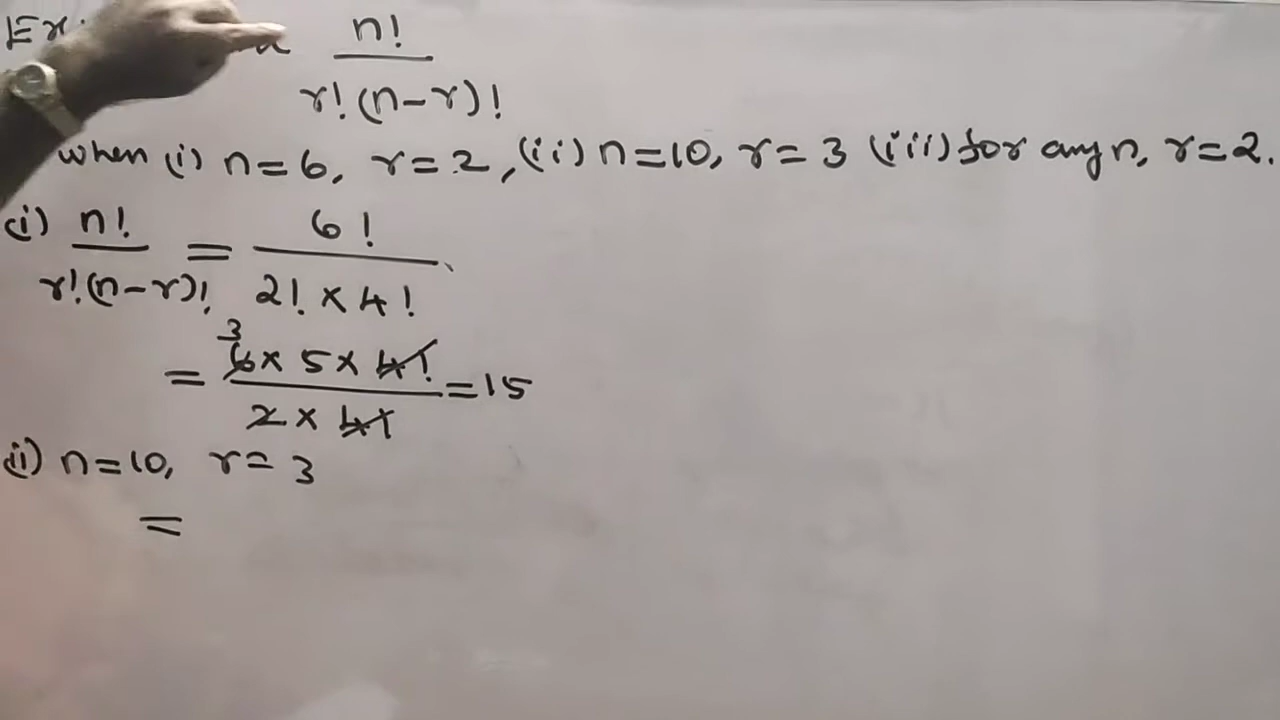 Ex n!
r!(n-r)!
when (i) n=6, r=2, (ii) n=10, r=3 (iii) for any n, r=2.
(i) n! = 6!
r!(n-r)! 2! × 4!
3
= 6 × 5 × 4! = 15
2 × 4!
(ii) n=10, r=3
=